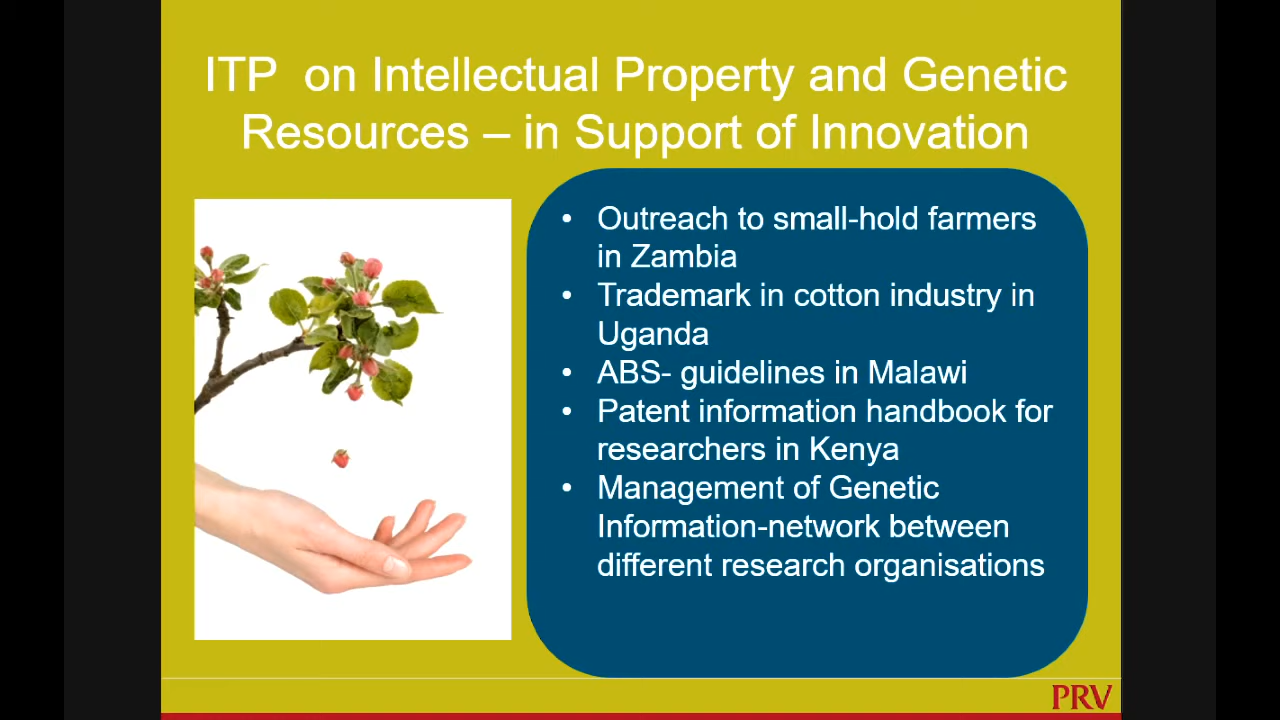 ITP on Intellectual Property and Genetic
Resources – in Support of Innovation
• Outreach to small-hold farmers
in Zambia
• Trademark in cotton industry in
Uganda
• ABS- guidelines in Malawi
• Patent information handbook for
researchers in Kenya
• Management of Genetic
Information-network between
different research organisations
PRV